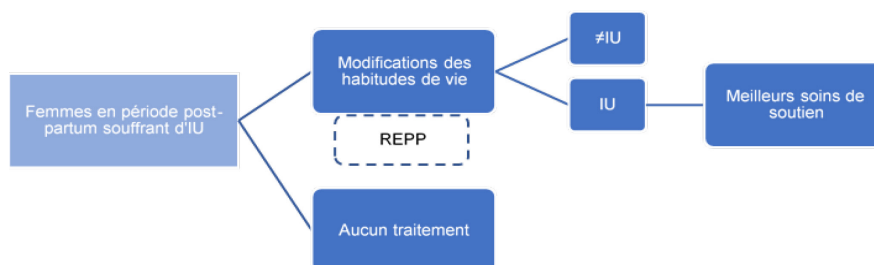 Femmes en période post-
partum souffrant d'IU
Modifications des
habitudes de vie
REPP
Aucun traitement
≠IU
IU
Meilleurs soins de
soutien